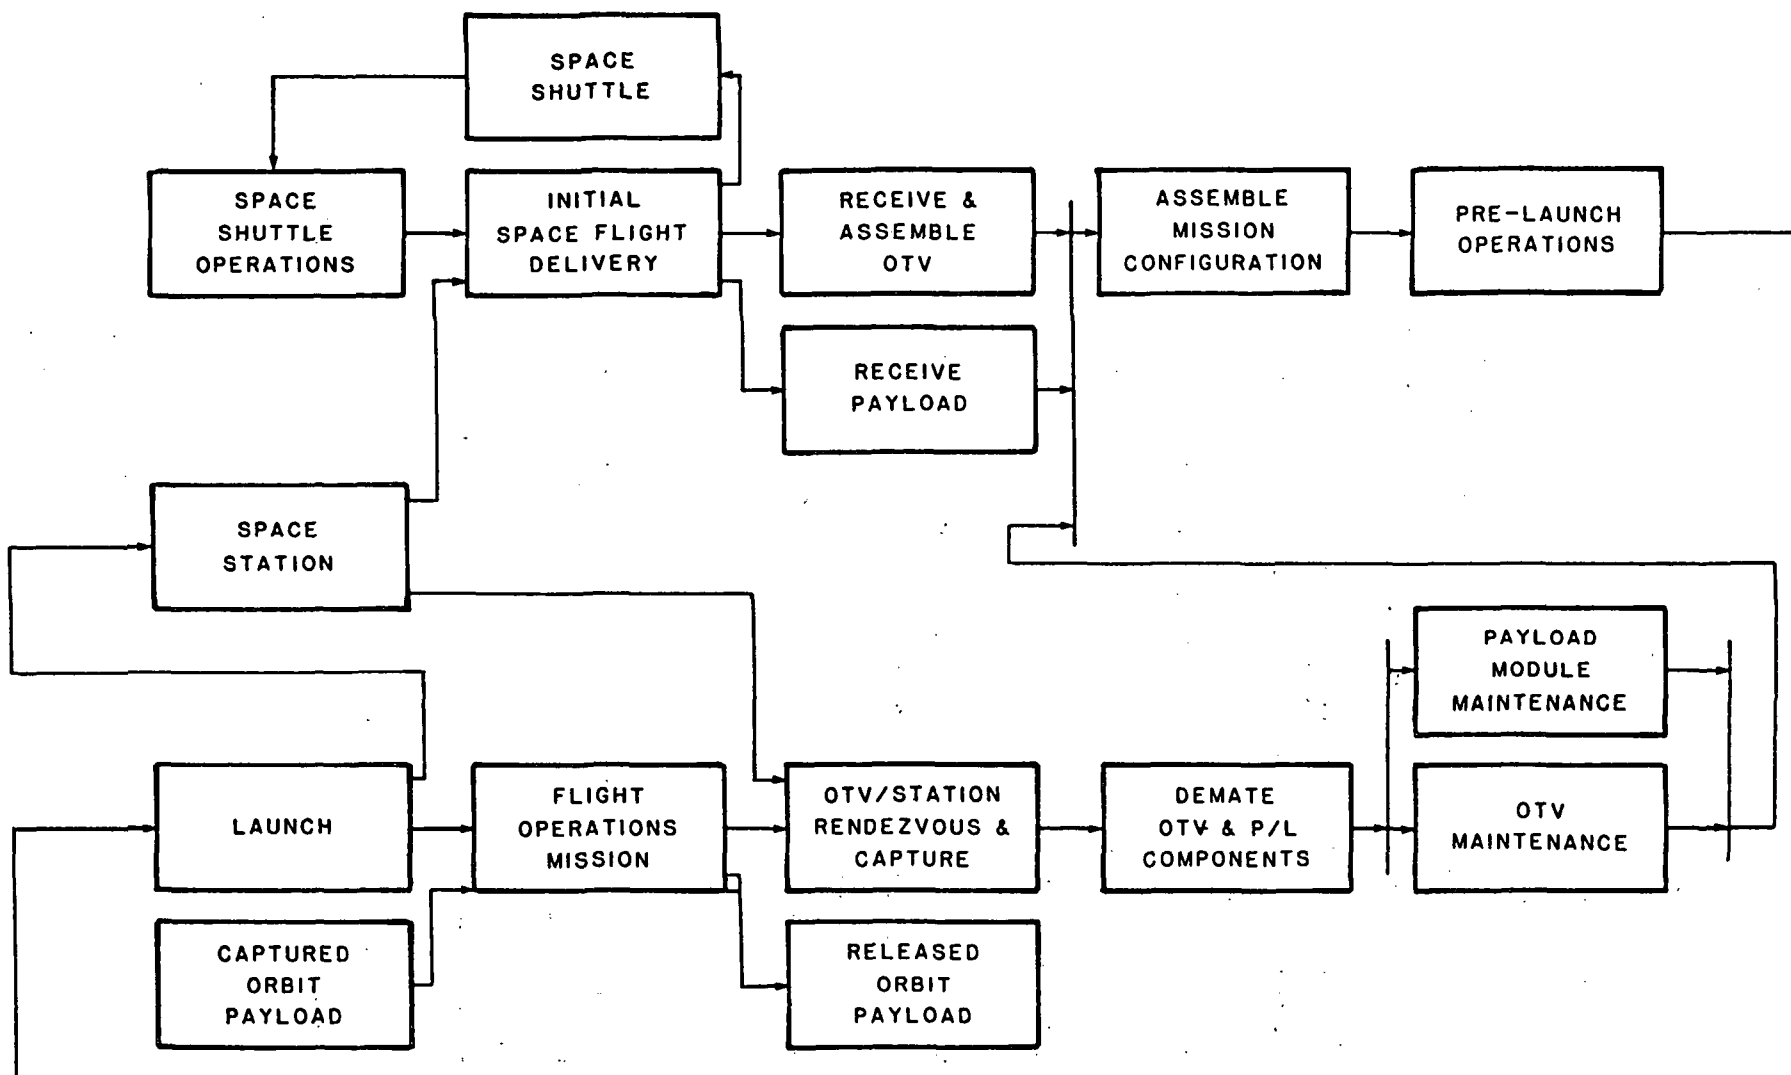 SPACE
SHUTTLE
SPACE
SHUTTLE
OPERATIONS
INITIAL
SPACE FLIGHT
DELIVERY
RECEIVE &
ASSEMBLE
OTV
ASSEMBLE
MISSION
CONFIGURATION
PRE-LAUNCH
OPERATIONS
RECEIVE
PAYLOAD
SPACE
STATION
PAYLOAD
MODULE
MAINTENANCE
LAUNCH
FLIGHT
OPERATIONS
MISSION
OTV/STATION
RENDEZVOUS &
CAPTURE
DEMATE
OTV & P/L
COMPONENTS
OTV
MAINTENANCE
CAPTURED
ORBIT
PAYLOAD
RELEASED
ORBIT
PAYLOAD